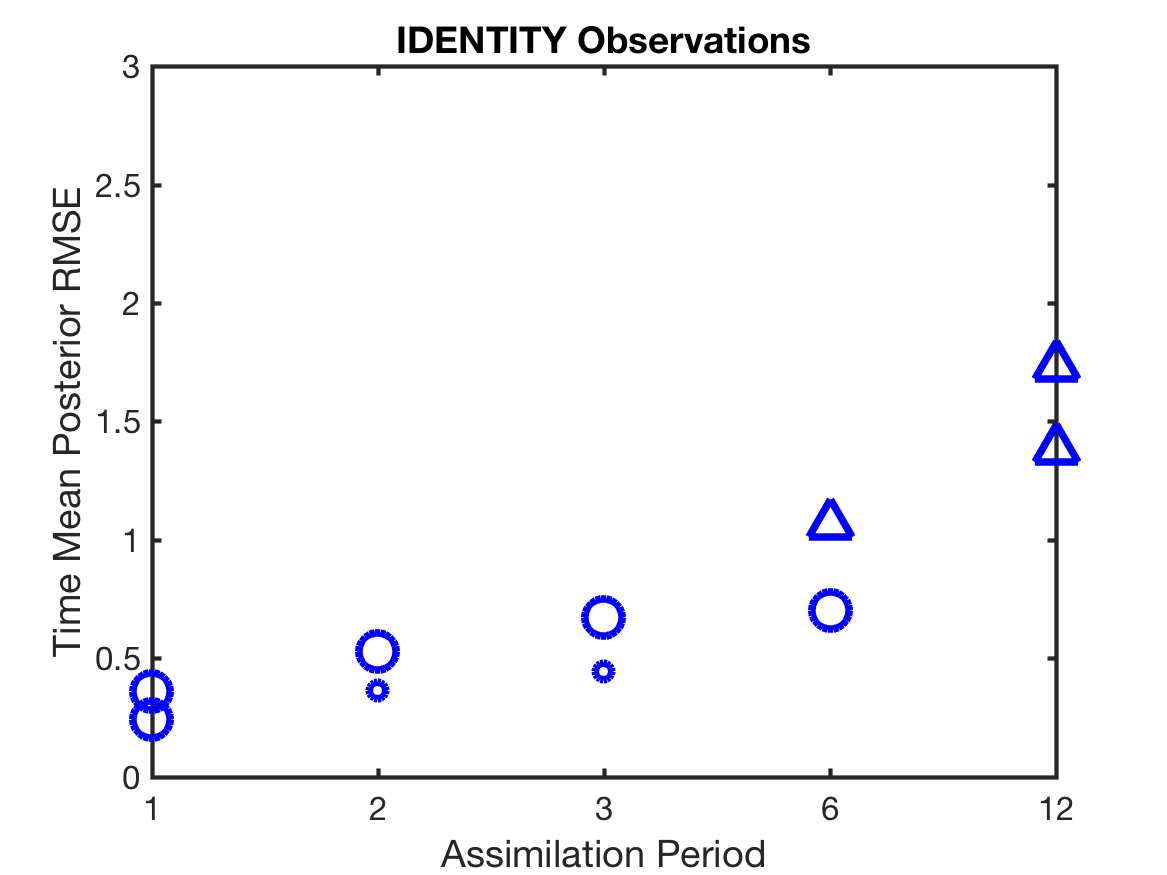 IDENTITY Observations
3
2.5
2
1.5
1
0.5
0
Time Mean Posterior RMSE
1 2 3 6 12
Assimilation Period